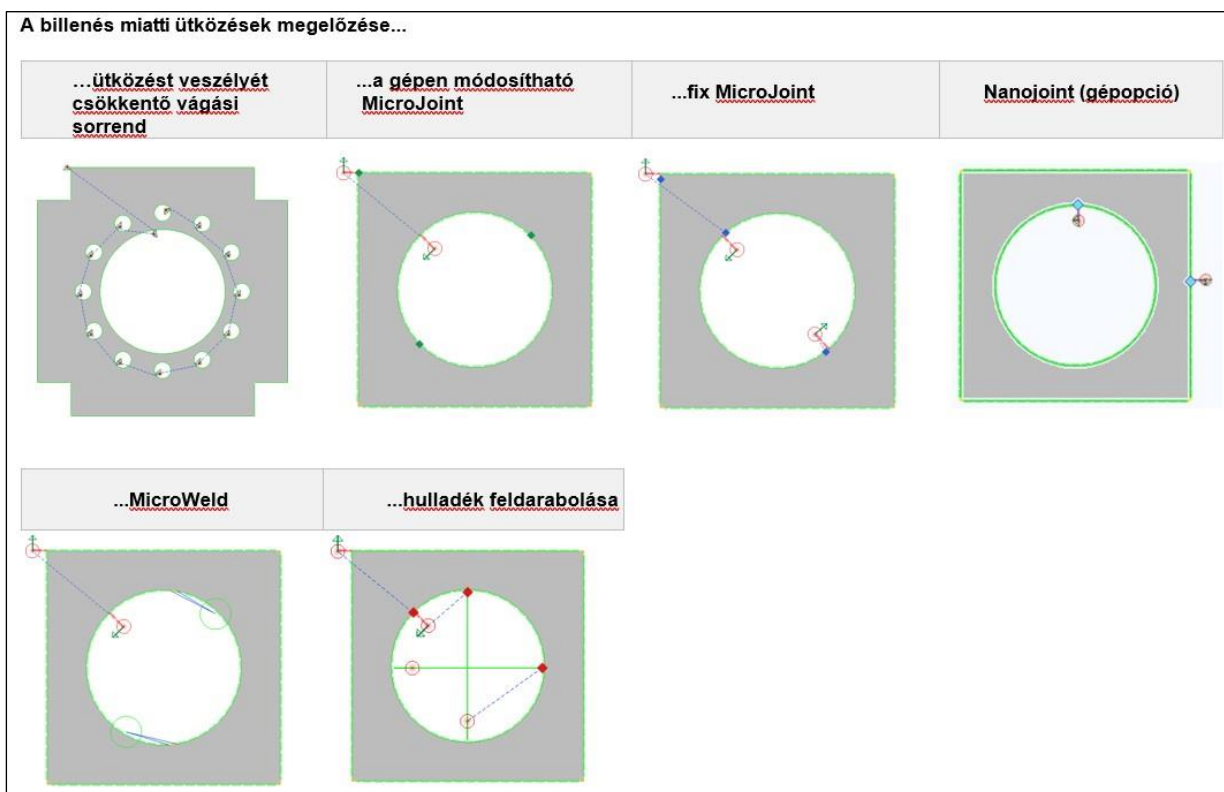 A billenés miatti ütközések megelőzése...
...ütközést veszélyét
csökkentő vágási
sorrend
...a gépen módosítható
MicroJoint
...fix MicroJoint
Nanojoint (gépopció)
...MicroWeld
...hulladék feldarabolása